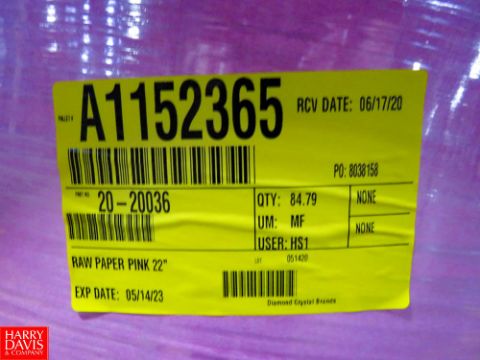 PALLET # A1152365 RCV DATE: 06/17/20
PO: 8038158
PART NO 20-20036
QTY: 84.79 NONE
UM: MF NONE
USER: HS1
RAW PAPER PINK 22" LOT 051420
EXP DATE: 05/14/23
Diamond Crystal Brands
HARRY
DAVIS
& COMPANY